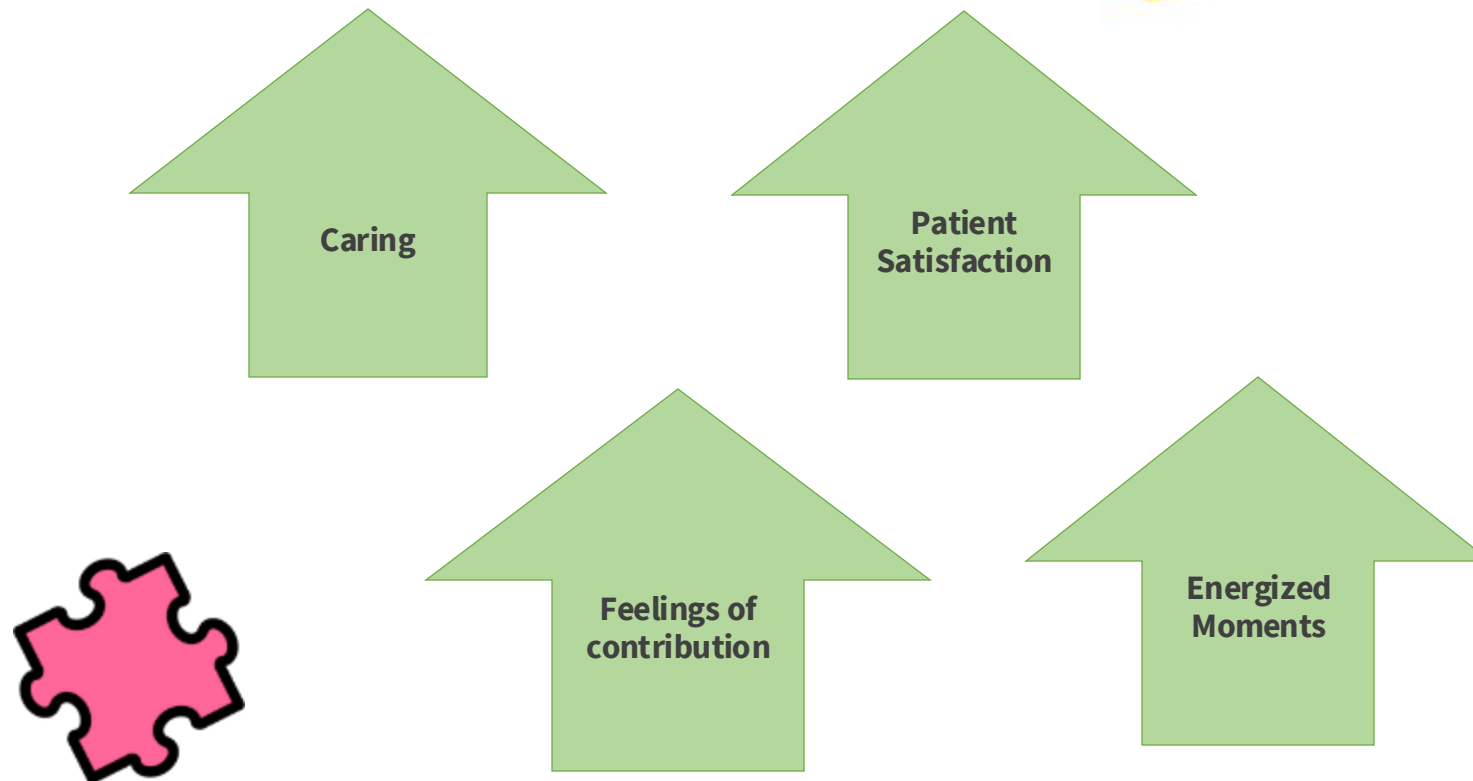 Caring
Patient
Satisfaction
Feelings of
contribution
Energized
Moments